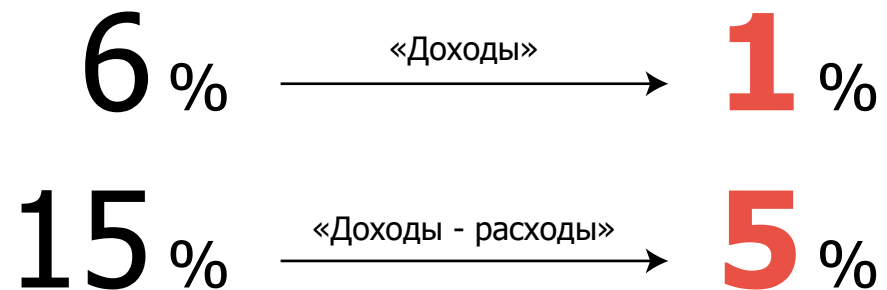 6 % «Доходы» 1 %
15 % «Доходы - расходы» 5 %